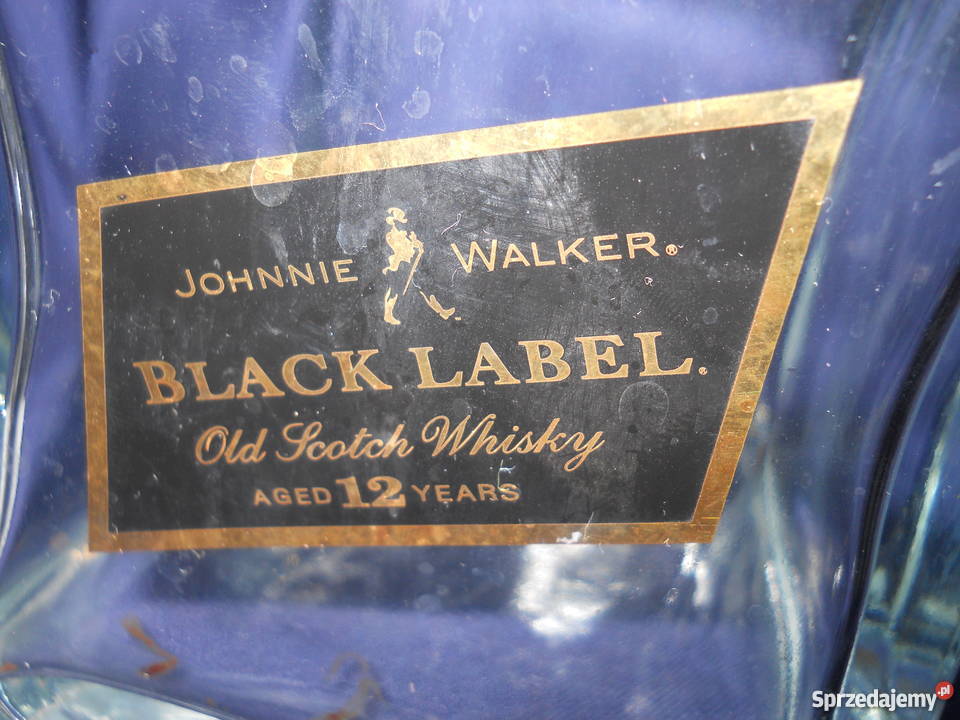 JOHNNIE WALKER®
BLACK LABEL®
Old Scotch Whisky
AGED 12 YEARS
Sprzedajemy.pl